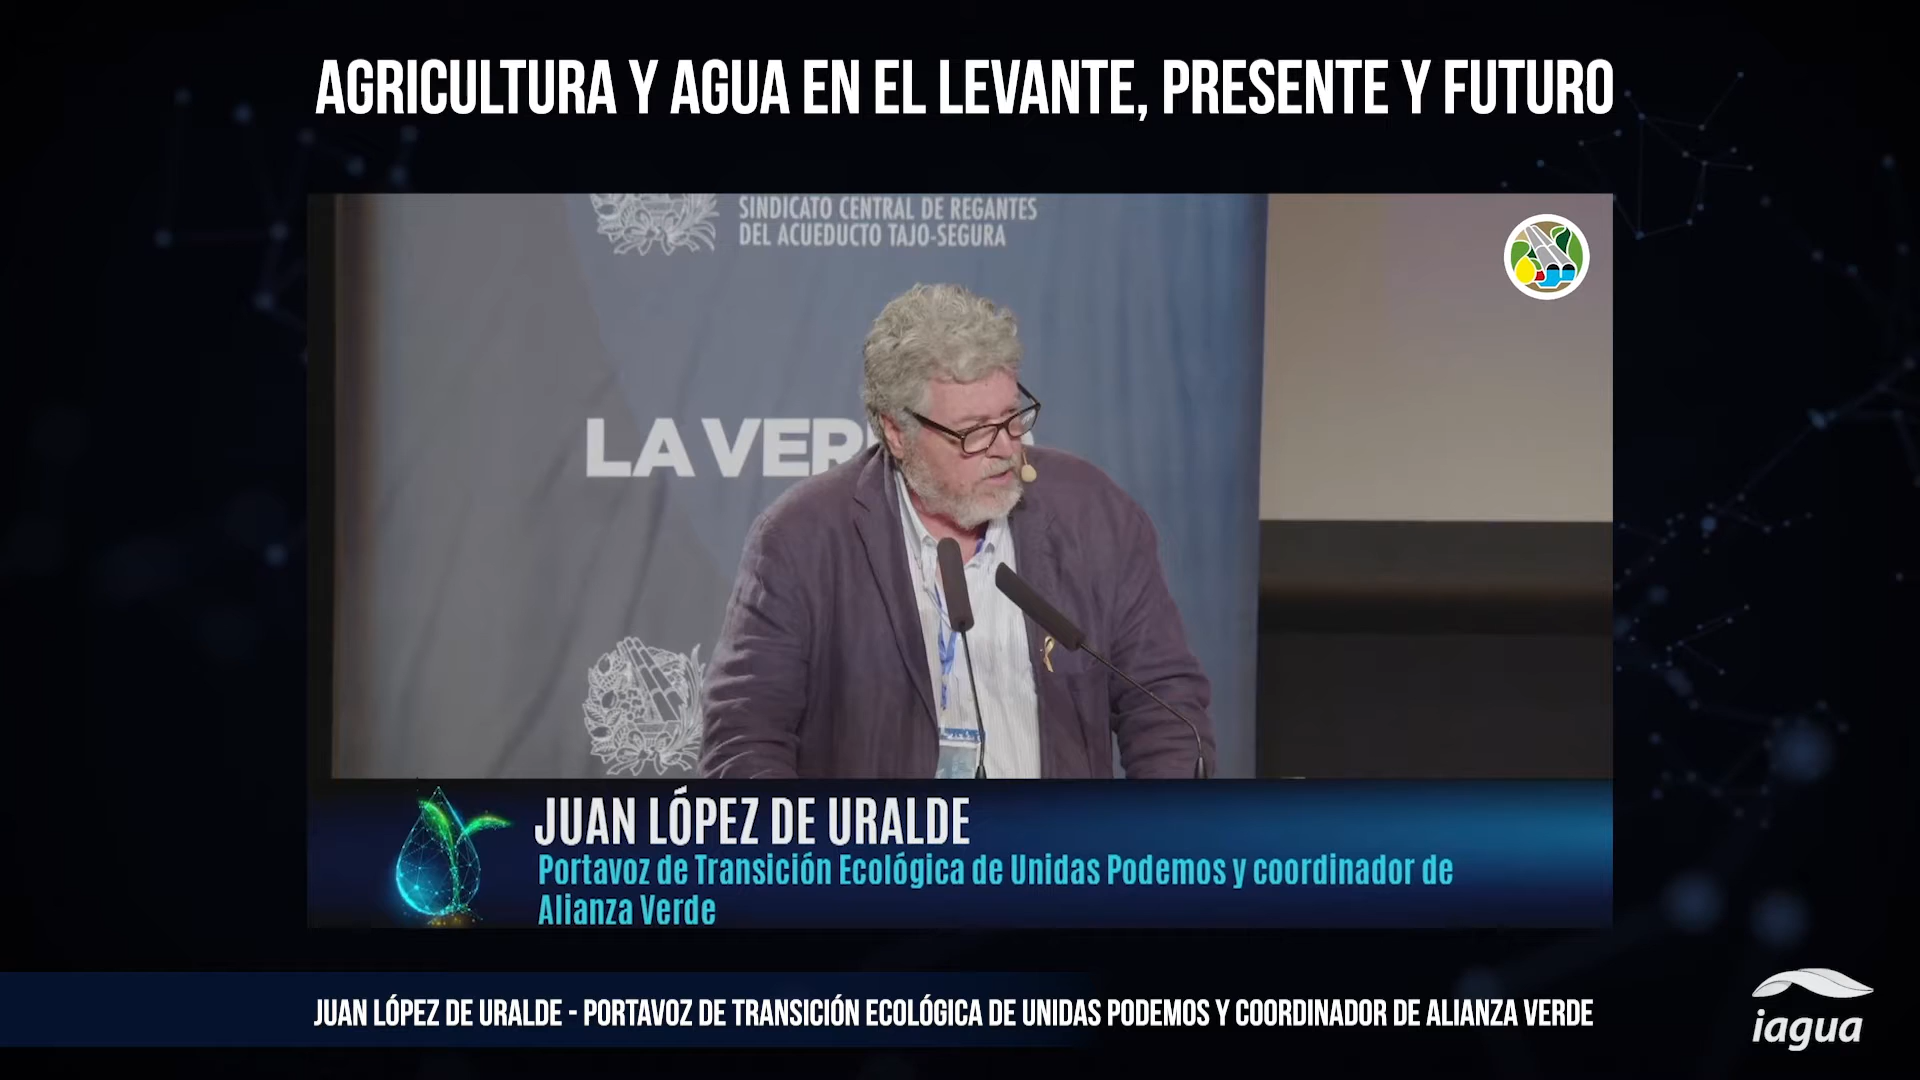 AGRICULTURA Y AGUA EN EL LEVANTE, PRESENTE Y FUTURO
SINDICATO CENTRAL DE REGANTES
DEL ACUEDUCTO TAJO-SEGURA
LA VER
JUAN LÓPEZ DE URALDE
Portavoz de Transición Ecológica de Unidas Podemos y coordinador de
Alianza Verde
JUAN LÓPEZ DE URALDE - PORTAVOZ DE TRANSICIÓN ECOLÓGICA DE UNIDAS PODEMOS Y COORDINADOR DE ALIANZA VERDE
iagua